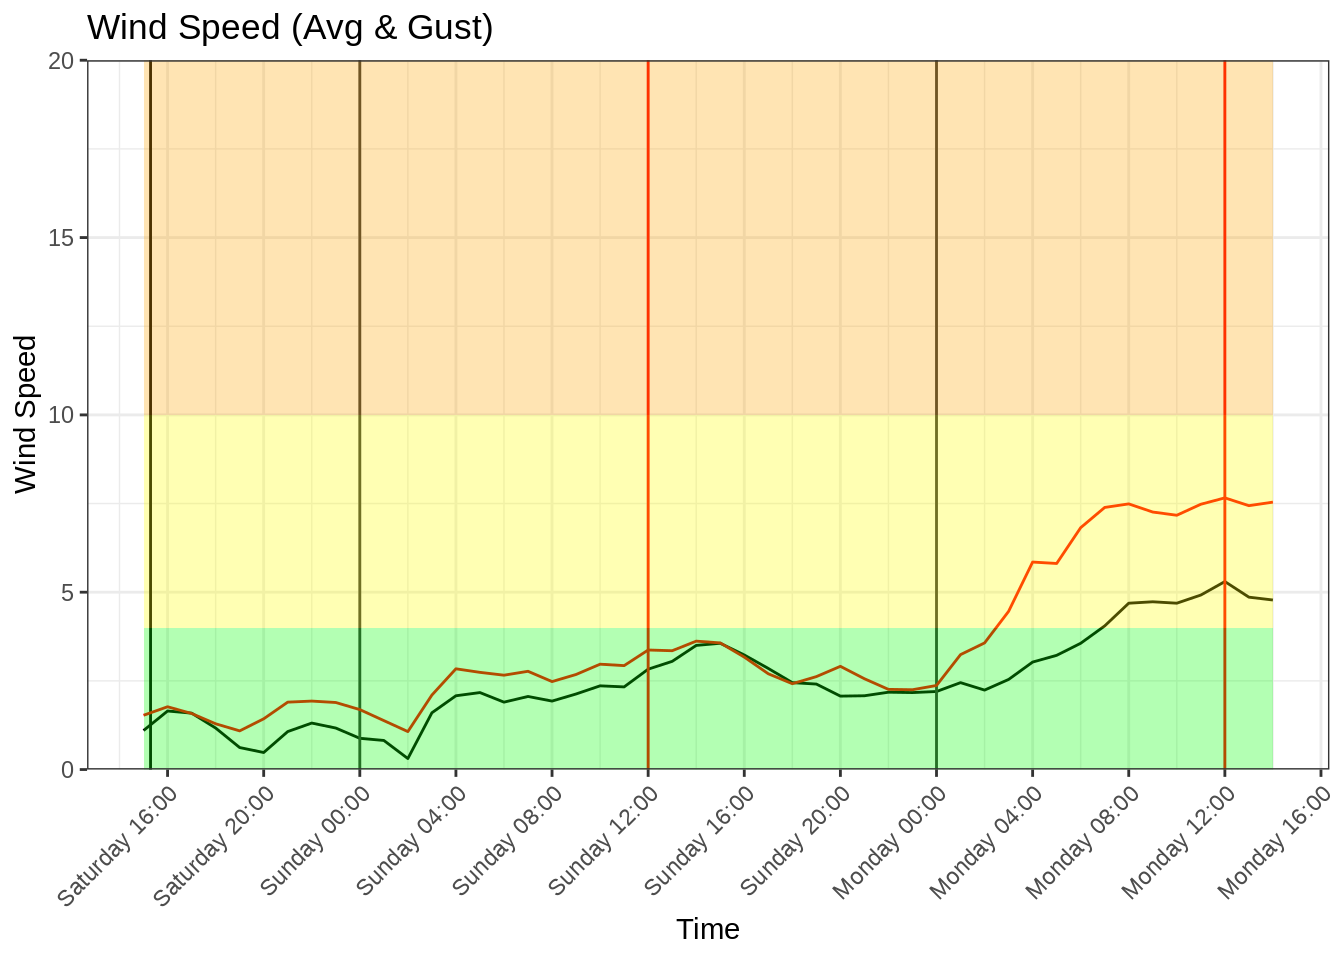 Wind Speed (Avg & Gust)
20
15
10
5
0
Wind Speed
Saturday 16:00
Saturday 20:00
Sunday 00:00
Sunday 04:00
Sunday 08:00
Sunday 12:00
Sunday 16:00
Sunday 20:00
Monday 00:00
Monday 04:00
Monday 08:00
Monday 12:00
Monday 16:00
Time